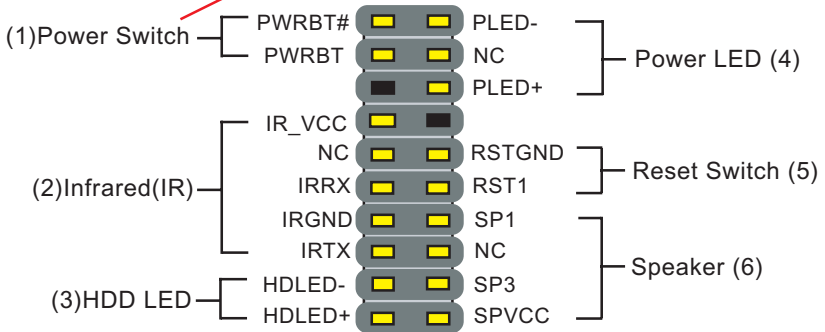 PWRBT# PLED-
(1)Power Switch
PWRBT NC
Power LED (4)
PLED+
IR_VCC
NC RSTGND
Reset Switch (5)
(2)Infrared(IR)
IRRX RST1
IRGND SP1
IRTX NC
Speaker (6)
HDLED- SP3
(3)HDD LED
HDLED+ SPVCC